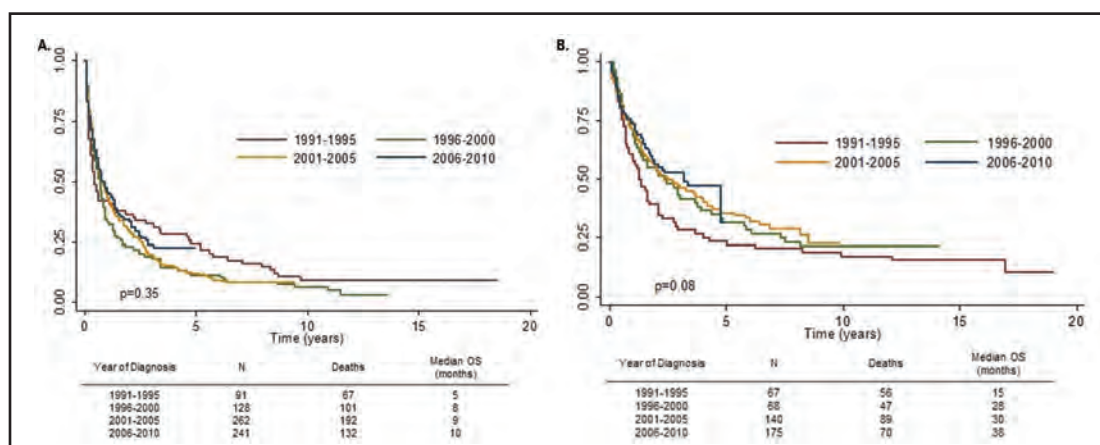 A.
1.00
0.75
0.50
0.25
0.00
1991-1995 1996-2000
2001-2005 2006-2010
p=0.35
0 5 10 15 20
Time (years)
Year of Diagnosis N Deaths Median OS (months)
1991-1995 91 67 5
1996-2000 128 101 8
2001-2005 262 192 9
2006-2010 241 132 10
B.
1.00
0.75
0.50
0.25
0.00
1991-1995 1996-2000
2001-2005 2006-2010
p=0.08
0 5 10 15 20
Time (years)
Year of Diagnosis N Deaths Median OS (months)
1991-1995 67 56 15
1996-2000 68 47 28
2001-2005 140 89 30
2006-2010 175 70 38